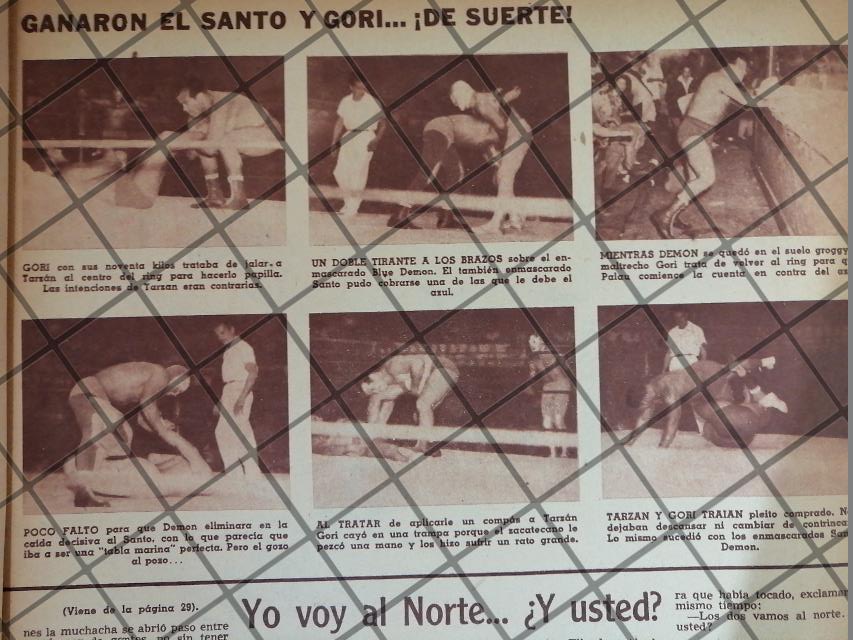 GANARON EL SANTO Y GORI... ¡DE SUERTE!
GORI con sus noventa kilos trataba de jalar a
Tarzán al centro del ring para hacerlo papilla.
Las intenciones de Tarzan eran contrarias.
UN DOBLE TIRANTE A LOS BRAZOS sobre el en-
mascarado Blue Demon. El también enmascarado
Santo pudo cobrarse una de las que le debe el
azul.
MIENTRAS DEMON se quedó en el suelo groggy
maltrecho Gori trata de volver al ring para q
Palau comience la cuenta en contra del az
POCO FALTO para que Demon eliminara en la
caída decisiva al Santo, con lo que parecía que
iba a ser una "tabla marina" perfecta. Pero el gozo
al pozo...
AL TRATAR de aplicarle un compás a Tarzán
Gori cayó en una trampa porque el zacatecano le
pezcó una mano y los hizo sufrir un rato grande.
TARZAN Y GORI TRAIAN pleito comprado. N
dejaban descansar ni cambiar de contrinca
Lo mismo sucedió con los enmascarados San
Demon.
(Viene de la página 29).
nes la muchacha se abrió paso entre
Yo voy al Norte... ¿Y usted?
ra que había tocado, exclamar
mismo tiempo:
—Los dos vamos al norte.
usted?